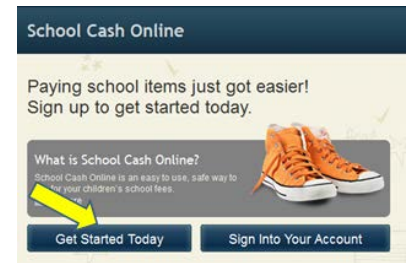 School Cash Online
Paying school items just got easier!
Sign up to get started today.
What is School Cash Online?
School Cash Online is an easy to use, safe way to
for your children's school fees.
Get Started Today
Sign Into Your Account